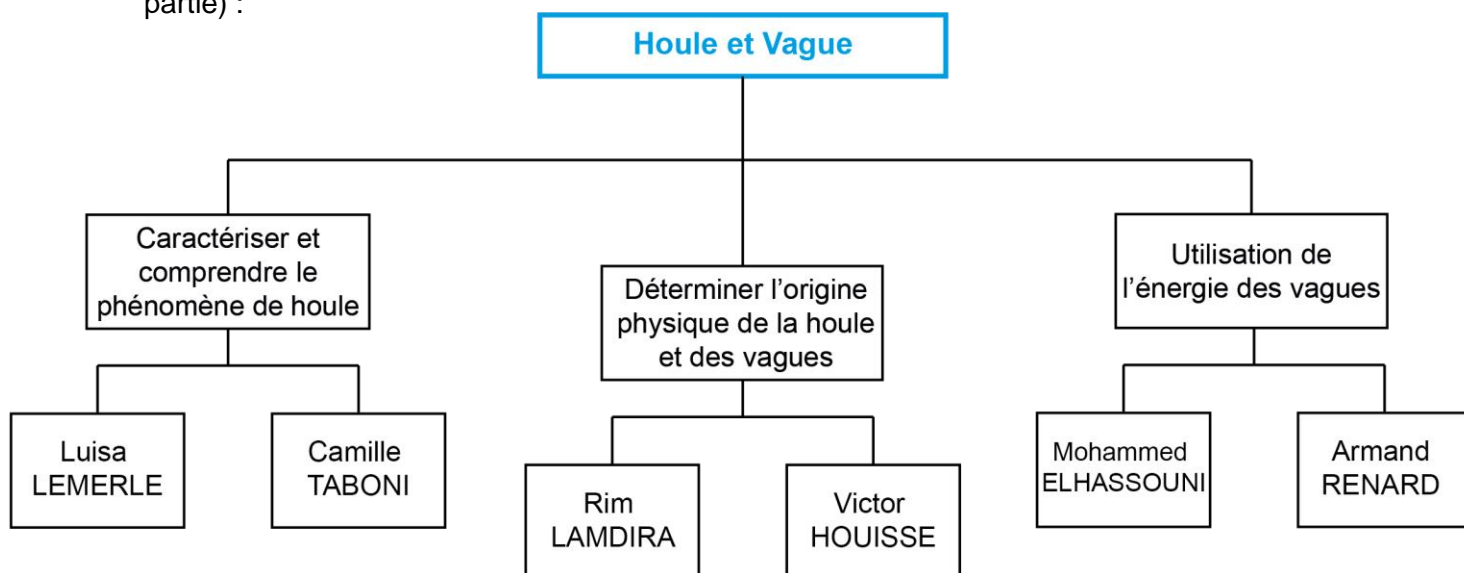 partie) :
Houle et Vague
Caractériser et
comprendre le
phénomène de houle
Déterminer l’origine
physique de la houle
et des vagues
Utilisation de
l’énergie des vagues
Luisa
LEMERLE
Camille
TABONI
Rim
LAMDIRA
Victor
HOUISSE
Mohammed
ELHASSOUNI
Armand
RENARD